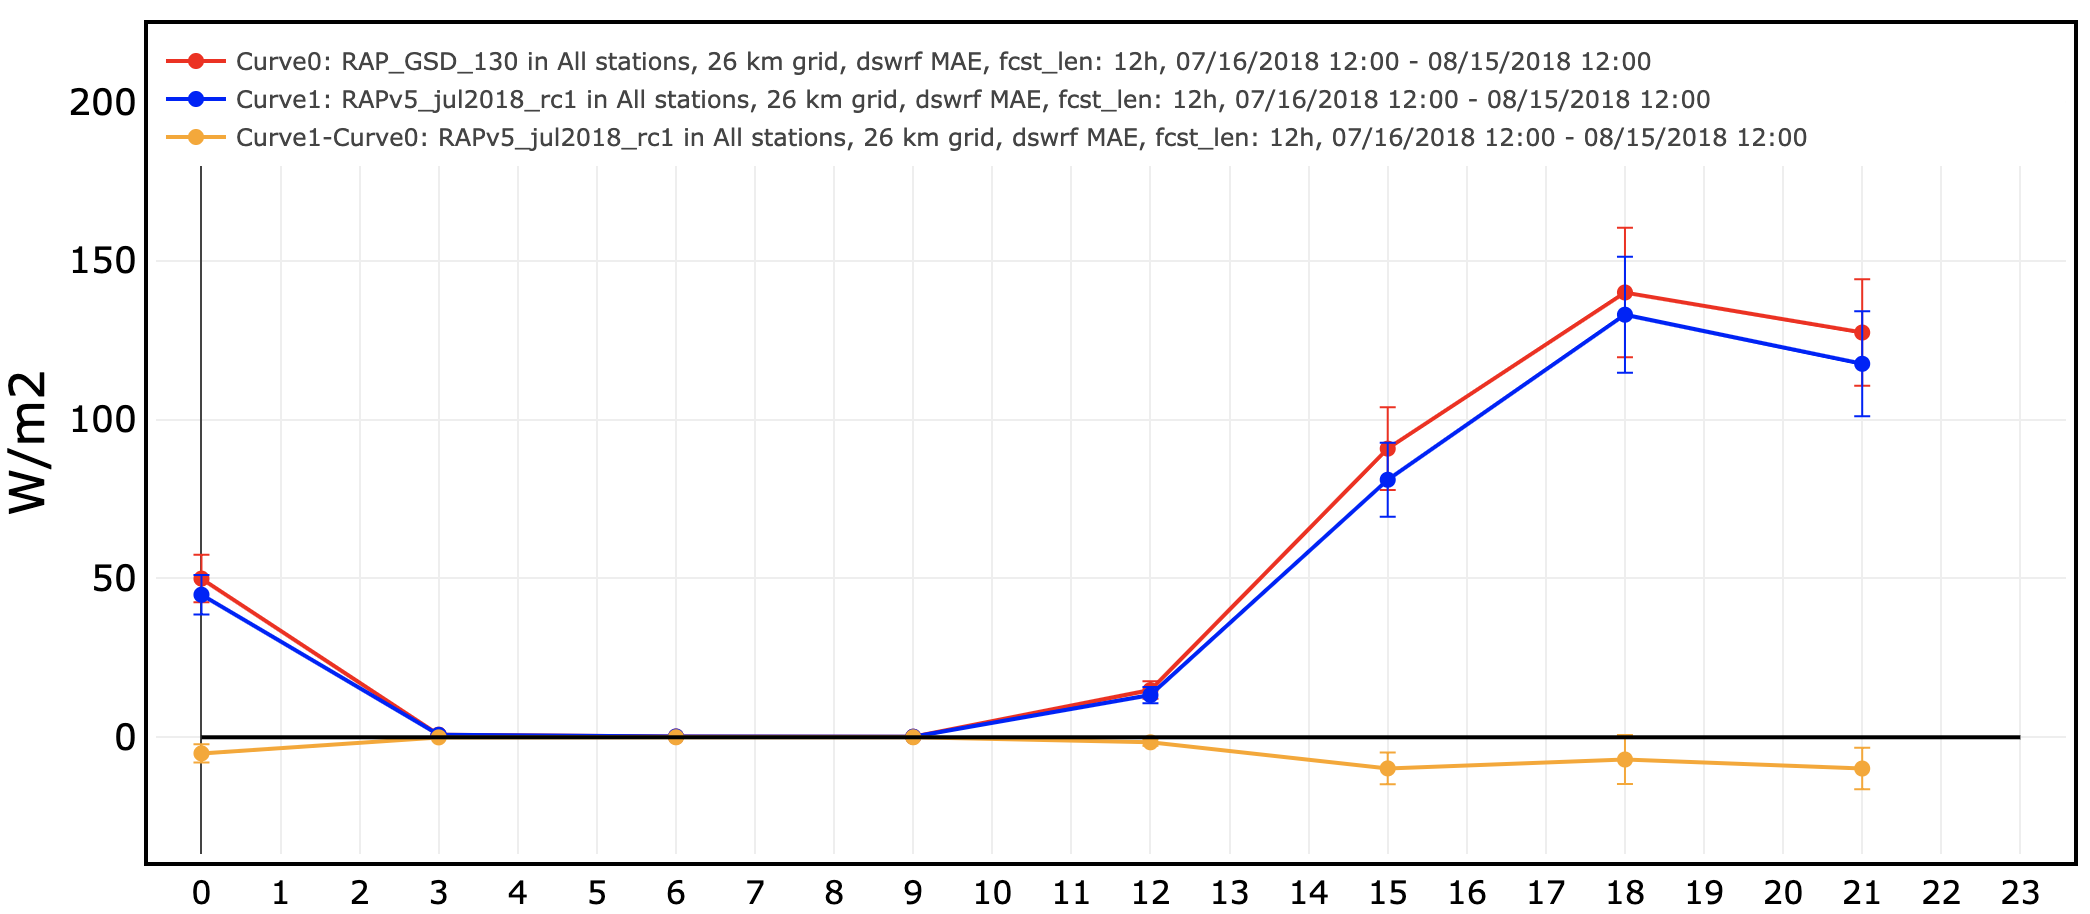 Curve0: RAP_GSD_130 in All stations, 26 km grid, dswrf MAE, fcst_len: 12h, 07/16/2018 12:00 - 08/15/2018 12:00
Curve1: RAPv5_jul2018_rc1 in All stations, 26 km grid, dswrf MAE, fcst_len: 12h, 07/16/2018 12:00 - 08/15/2018 12:00
Curve1-Curve0: RAPv5_jul2018_rc1 in All stations, 26 km grid, dswrf MAE, fcst_len: 12h, 07/16/2018 12:00 - 08/15/2018 12:00
W/m2
200
150
100
50
0
0 1 2 3 4 5 6 7 8 9 10 11 12 13 14 15 16 17 18 19 20 21 22 23